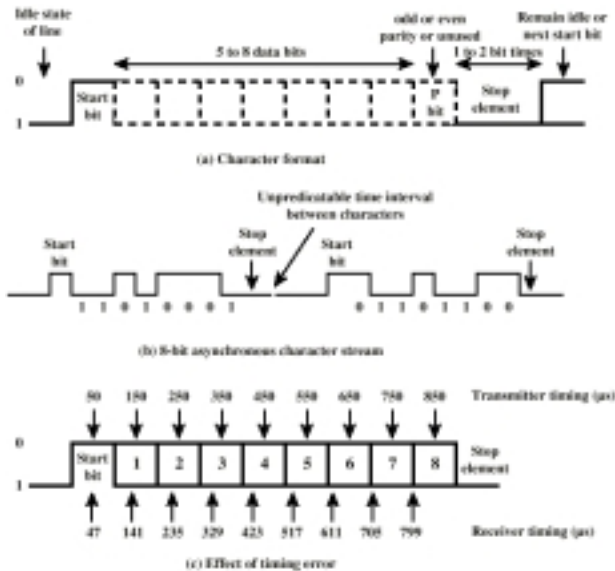 Idle state
of line
odd or even
parity or unused
Remain idle or
next start bit
5 to 8 data bits
1 to 2 bit times
0
1
Start
bit
P
bit
Stop
element
(a) Character format
Unpredicatable time interval
between characters
Start
bit
Stop
element
Start
bit
Stop
element
1 1 0 1 0 0 0 1
0 1 1 0 1 1 0 0
(b) 8-bit asynchronous character stream
50 150 250 350 450 550 650 750 850 Transmitter timing (µs)
0
1
Start
bit
1 2 3 4 5 6 7 8
Stop
element
47 141 235 329 423 517 611 705 799 Receiver timing (µs)
(c) Effect of timing error